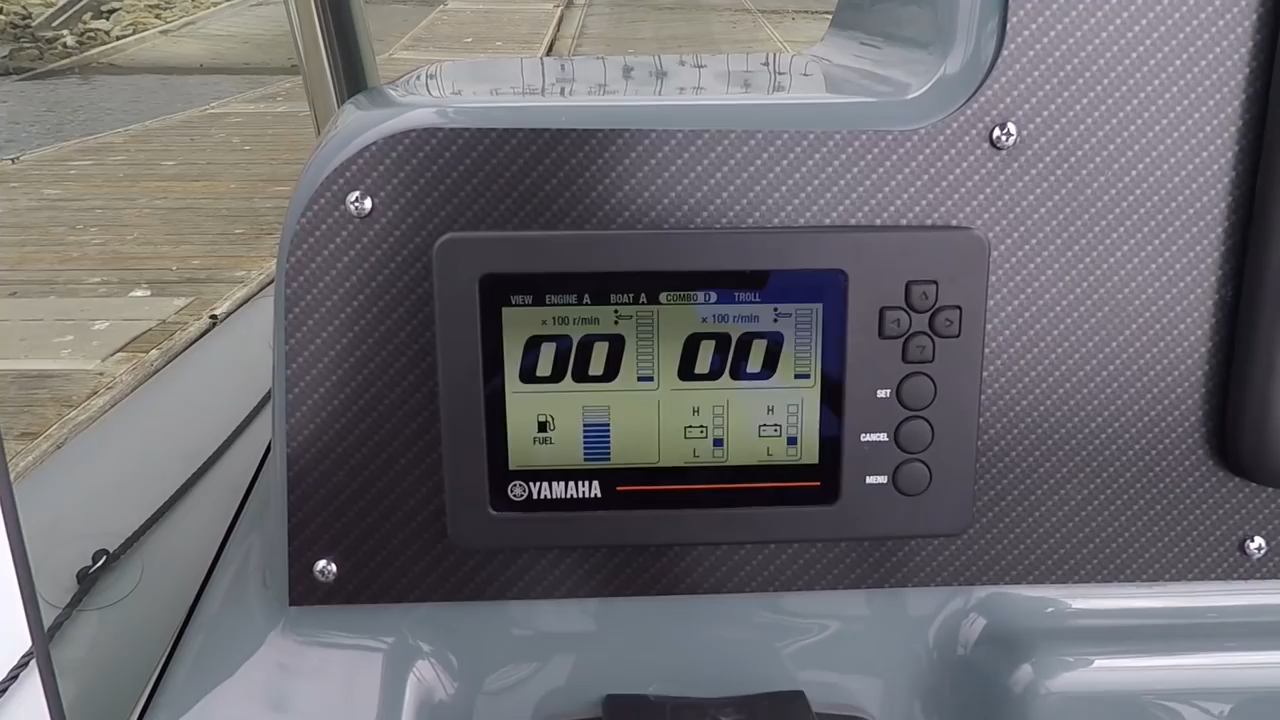 VIEW ENGINE A BOAT A COMBO D TROLL
x 100 r/min x 100 r/min
00 00
SET
H H
FUEL
CANCEL
L L
MENU
YAMAHA